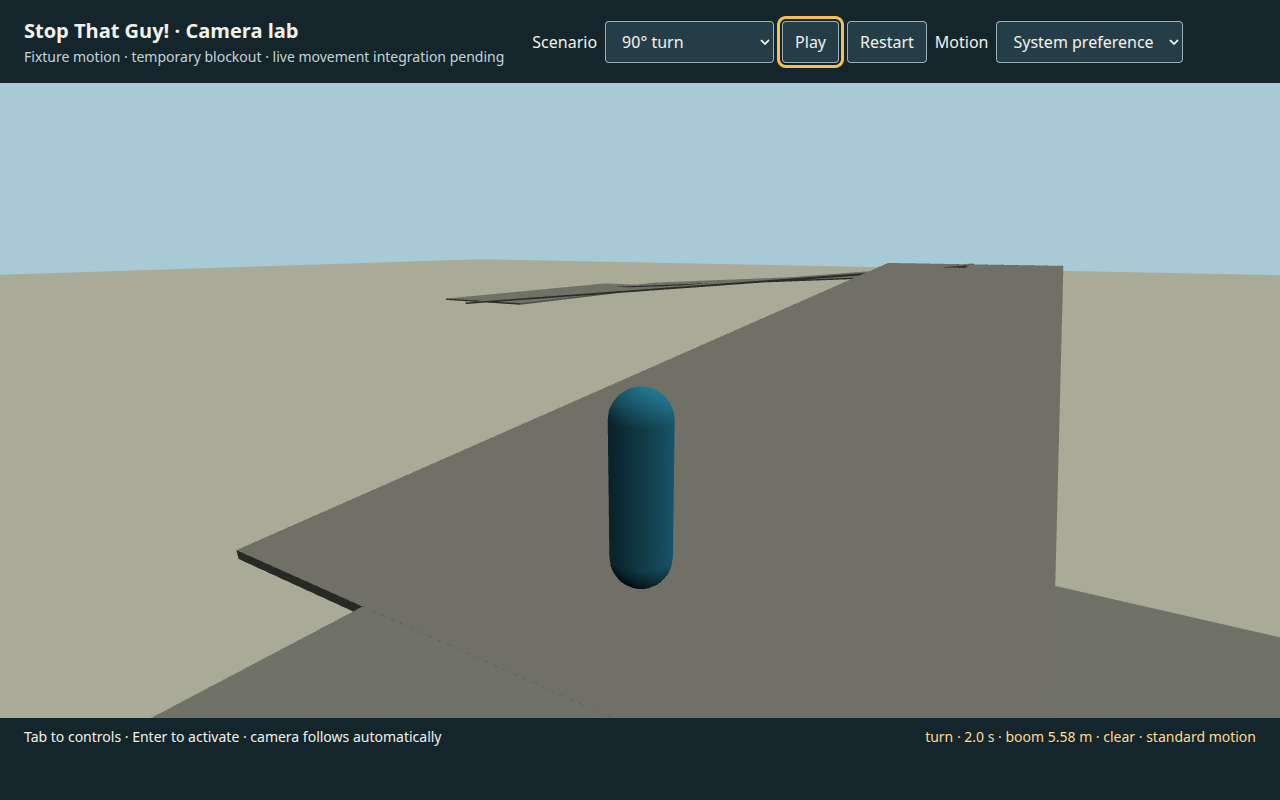 Stop That Guy! · Camera lab
Fixture motion · temporary blockout · live movement integration pending
Scenario 90° turn Play Restart Motion System preference
Tab to controls · Enter to activate · camera follows automatically
turn · 2.0 s · boom 5.58 m · clear · standard motion